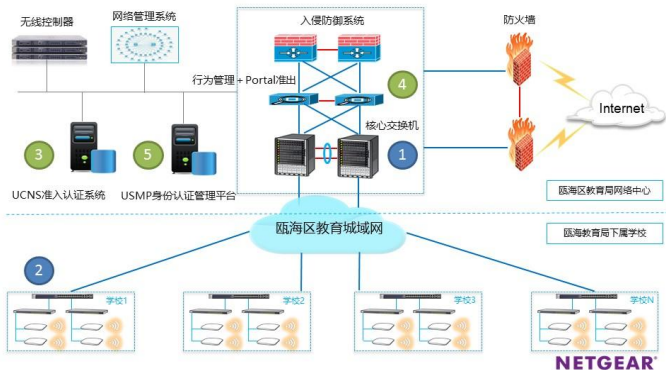 无线控制器
网络管理系统
入侵防御系统
防火墙
行为管理+Portal准出
4
Internet
核心交换机
3
5
1
UCNS准入认证系统
USMP身份认证管理平台
瓯海区教育局网络中心
瓯海区教育城域网
瓯海教育局下属学校
2
学校1
学校2
学校3
学校N
NETGEAR